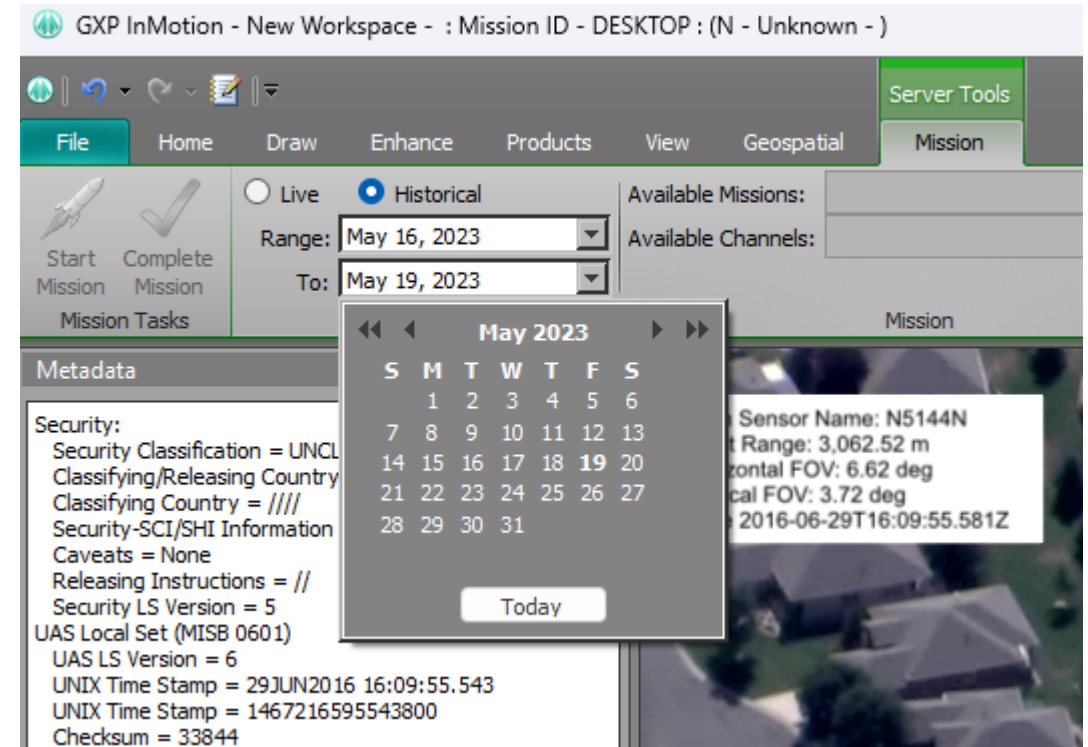 GXP InMotion - New Workspace - : Mission ID - DESKTOP : (N - Unknown - )
Server Tools
File Home Draw Enhance Products View Geospatial Mission
Live Historical
Range: May 16, 2023
To: May 19, 2023
Start Mission
Complete Mission
Mission Tasks
Available Missions:
Available Channels:
Mission
May 2023
S M T W T F S
1 2 3 4 5 6
7 8 9 10 11 12 13
14 15 16 17 18 19 20
21 22 23 24 25 26 27
28 29 30 31
Today
Metadata
Security:
Security Classification = UNCL
Classifying/Releasing Country
Classifying Country = ////
Security-SCI/SHI Information
Caveats = None
Releasing Instructions = //
Security LS Version = 5
UAS Local Set (MISB 0601)
UAS LS Version = 6
UNIX Time Stamp = 29JUN2016 16:09:55.543
UNIX Time Stamp = 1467216595543800
Checksum = 33844
Sensor Name: N5144N
Range: 3,062.52 m
FOV: 6.62 deg
FOV: 3.72 deg
2016-06-29T16:09:55.581Z